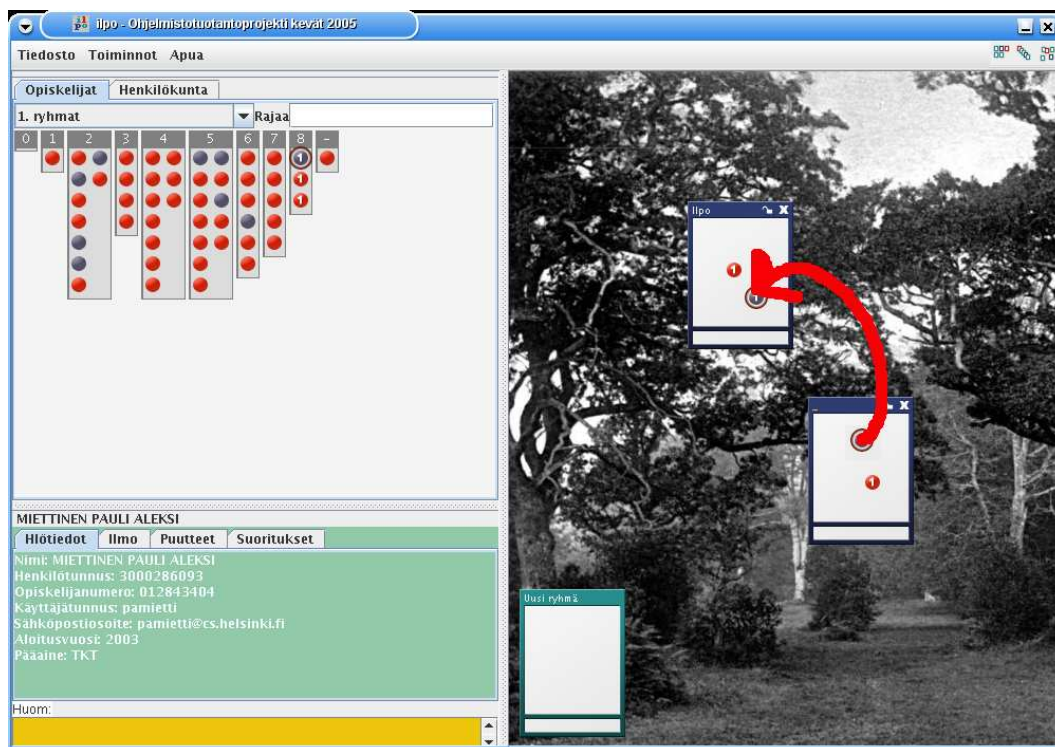 ilpo - Ohjelmistotuotantoprojekti kevät 2005
Tiedosto Toiminnot Apua
Opiskelijat Henkilökunta
1. ryhmat Rajaa
0 1 2 3 4 5 6 7 8 -
1
1
1
Ilpo
1
1
1
MIETTINEN PAULI ALEKSI
Hlötiedot Ilmo Puutteet Suoritukset
Nimi: MIETTINEN PAULI ALEKSI
Henkilötunnus: 3000286093
Opiskelijanumero: 012843404
Käyttäjätunnus: pamietti
Sähköpostiosoite: pamietti@cs.helsinki.fi
Aloitusvuosi: 2003
Pääaine: TKT
Uusi ryhmä
Huom: